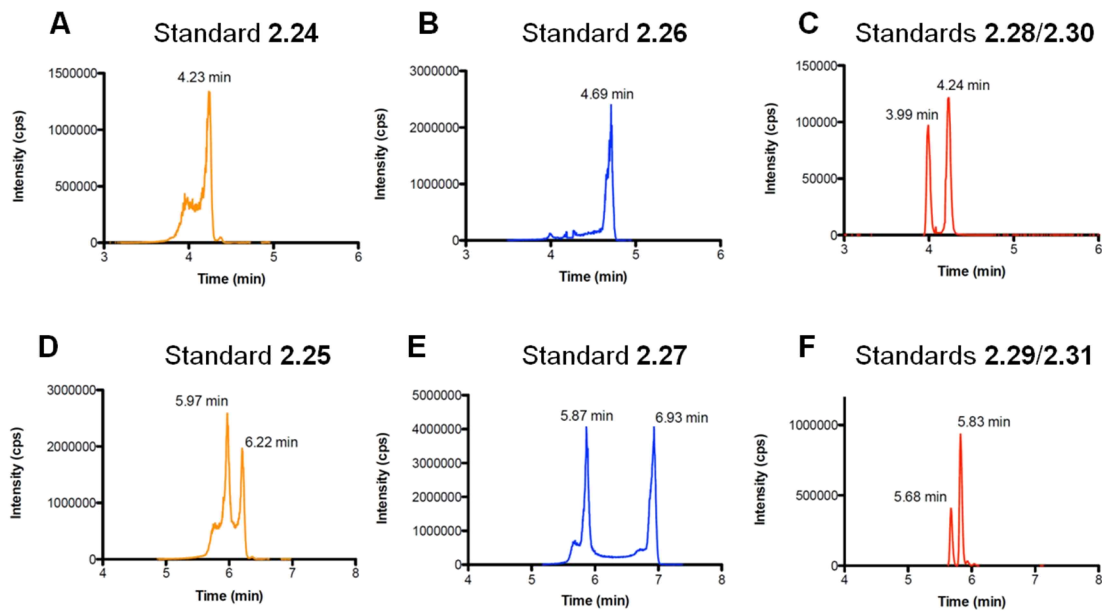 A
Standard 2.24
1500000
1000000
500000
0
Intensity (cps)
4.23 min
3
4
5
6
Time (min)
B
Standard 2.26
3000000
2000000
1000000
0
Intensity (cps)
4.69 min
3
4
5
6
Time (min)
C
Standards 2.28/2.30
150000
100000
50000
0
Intensity (cps)
3.99 min
4.24 min
3
4
5
6
Time (min)
D
Standard 2.25
3000000
2000000
1000000
0
Intensity (cps)
5.97 min
6.22 min
4
5
6
7
8
Time (min)
E
Standard 2.27
5000000
4000000
3000000
2000000
1000000
0
Intensity (cps)
5.87 min
6.93 min
4
5
6
7
8
Time (min)
F
Standards 2.29/2.31
1000000
500000
0
Intensity (cps)
5.68 min
5.83 min
4
5
6
7
8
Time (min)